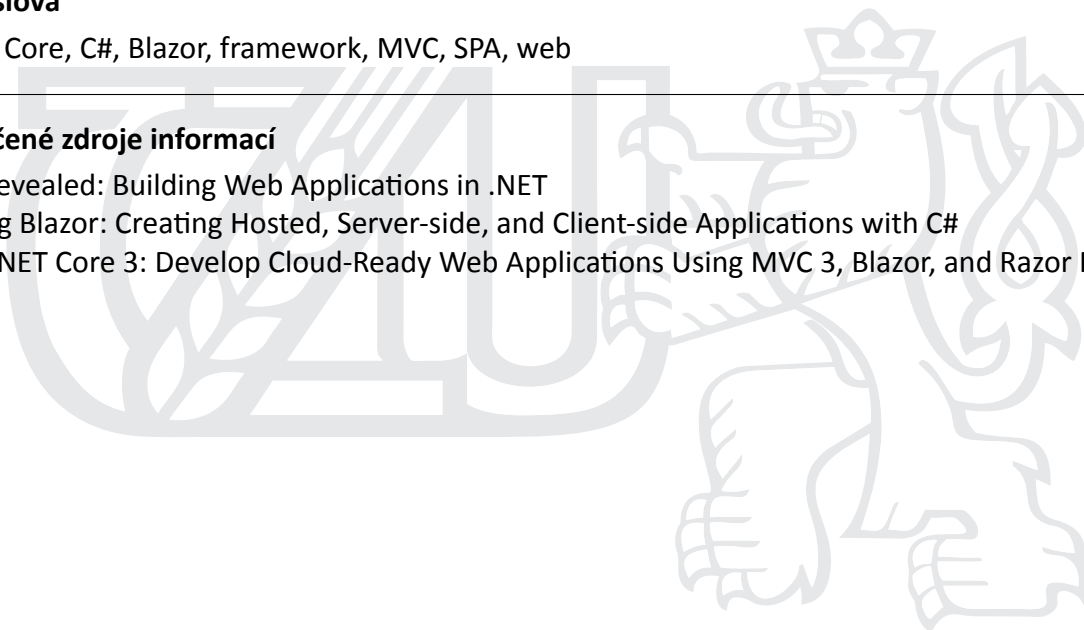 slova
Core, C#, Blazor, framework, MVC, SPA, web
čené zdroje informací
evealed: Building Web Applications in .NET
g Blazor: Creating Hosted, Server-side, and Client-side Applications with C#
NET Core 3: Develop Cloud-Ready Web Applications Using MVC 3, Blazor, and Razor